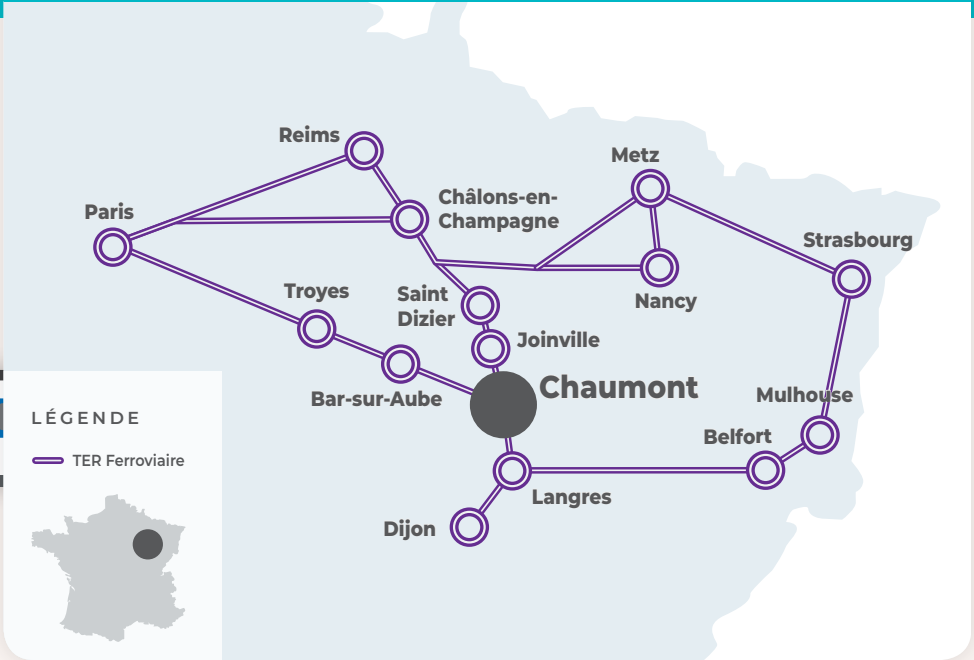 Reims
Metz
Châlons-en-
Champagne
Paris
Strasbourg
Troyes
Saint
Dizier
Nancy
Joinville
Chaumont
Bar-sur-Aube
Mulhouse
LÉGENDE
Belfort
TER Ferroviaire
Langres
Dijon